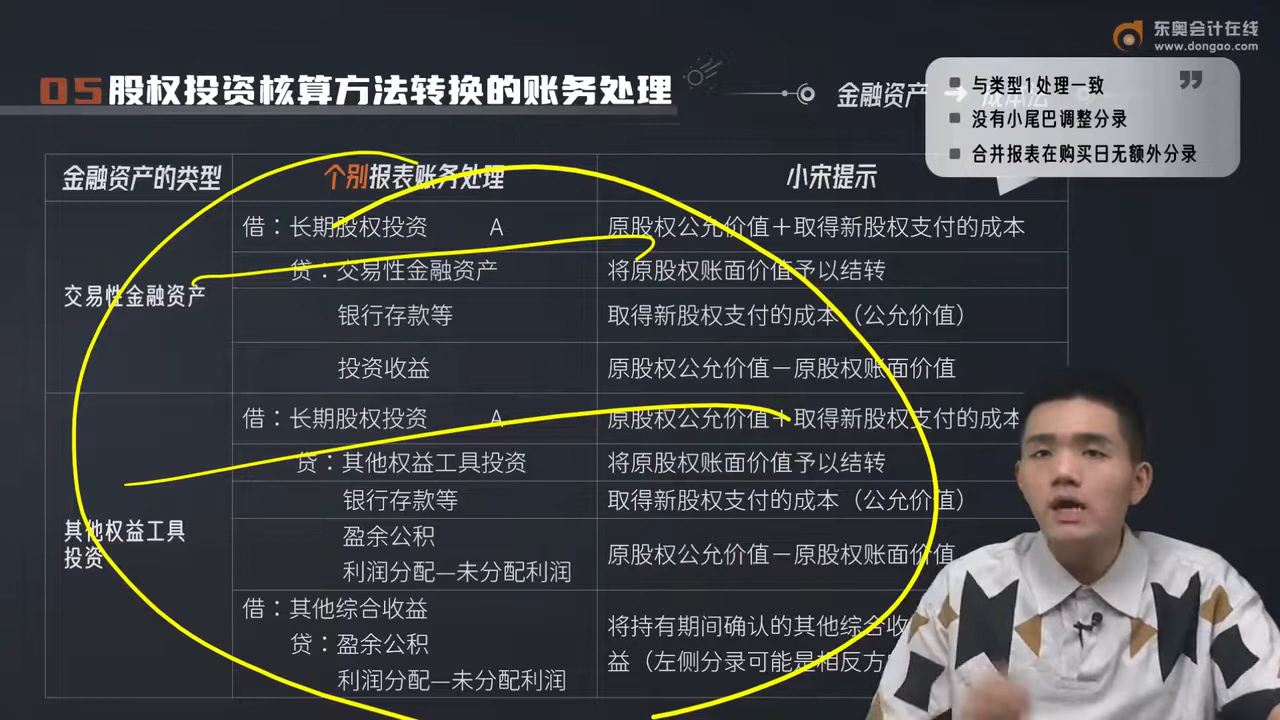 东奥会计在线
www.dongao.com
05 股权投资核算方法转换的账务处理
金融资产
与类型1处理一致
没有小尾巴调整分录
合并报表在购买日无额外分录
金融资产的类型 个别报表账务处理 小宋提示
交易性金融资产
借：长期股权投资 A 原股权公允价值＋取得新股权支付的成本
贷：交易性金融资产 将原股权账面价值予以结转
银行存款等 取得新股权支付的成本（公允价值）
投资收益 原股权公允价值－原股权账面价值
其他权益工具
投资
借：长期股权投资 A 原股权公允价值＋取得新股权支付的成本
贷：其他权益工具投资 将原股权账面价值予以结转
银行存款等 取得新股权支付的成本（公允价值）
盈余公积
利润分配—未分配利润
原股权公允价值－原股权账面价值
借：其他综合收益
贷：盈余公积
利润分配—未分配利润
将持有期间确认的其他综合收
益（左侧分录可能是相反方